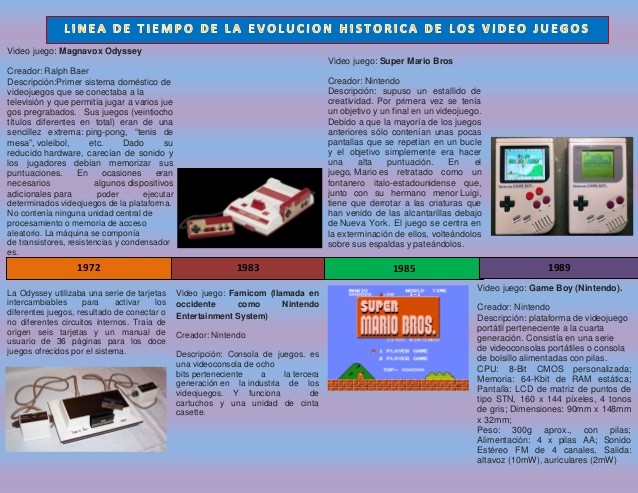 LINEA DE TIEMPO DE LA EVOLUCION HISTORICA DE LOS VIDEO JUEGOS
Video juego: Magnavox Odyssey
Creador: Ralph Baer
Descripción:Primer sistema doméstico de
videojuegos que se conectaba a la
televisión y que permitía jugar a varios jue
gos pregrabados. Sus juegos (veintiocho
títulos diferentes en total) eran de una
sencillez extrema: ping-pong, "tenis de
mesa", voleibol, etc. Dado su
reducido hardware, carecían de sonido y
los jugadores debían memorizar sus
puntuaciones. En ocasiones eran
necesarios algunos dispositivos
adicionales para poder ejecutar
determinados videojuegos de la plataforma.
No contenía ninguna unidad central de
procesamiento o memoria de acceso
aleatorio. La máquina se componía
de transistores, resistencias y condensador
es.
Video juego: Super Mario Bros
Creador: Nintendo
Descripción: supuso un estallido de
creatividad. Por primera vez se tenía
un objetivo y un final en un videojuego.
Debido a que la mayoría de los juegos
anteriores sólo contenían unas pocas
pantallas que se repetían en un bucle
y el objetivo simplemente era hacer
una alta puntuación. En el
juego, Mario es retratado como un
fontanero ítalo-estadounidense que,
junto con su hermano menor Luigi,
tiene que derrotar a las criaturas que
han venido de las alcantarillas debajo
de Nueva York. El juego se centra en
la exterminación de ellos, volteándolos
sobre sus espaldas y pateándolos.
1972
1983
1985
1989
La Odyssey utilizaba una serie de tarjetas
intercambiables para activar los
diferentes juegos, resultado de conectar o
no diferentes circuitos internos. Traía de
origen seis tarjetas y un manual de
usuario de 36 páginas para los doce
juegos ofrecidos por el sistema.
Video juego: Famicom (llamada en
occidente como Nintendo
Entertainment System)
Creador: Nintendo
Descripción: Consola de juegos. es
una videoconsola de ocho
bits perteneciente a la tercera
generación en la industria de los
videojuegos. Y funciona de
cartuchos y una unidad de cinta
casette.
MARIO WORLD TIME
SUPER
MARIO BROS.
1 PLAYER GAME
2 PLAYER GAME
TOP- 000000
Video juego: Game Boy (Nintendo).
Creador: Nintendo
Descripción: plataforma de videojuego
portátil perteneciente a la cuarta
generación. Consistía en una serie
de videoconsolas portátiles o consola
de bolsillo alimentadas con pilas.
CPU: 8-Bit CMOS personalizada;
Memoria: 64-Kbit de RAM estática;
Pantalla: LCD de matriz de puntos de
tipo STN, 160 x 144 píxeles, 4 tonos
de gris; Dimensiones: 90mm x 148mm
x 32mm;
Peso: 300g aprox., con pilas;
Alimentación: 4 x pilas AA; Sonido
Estéreo FM de 4 canales, Salida:
altavoz (10mW), auriculares (2mW)